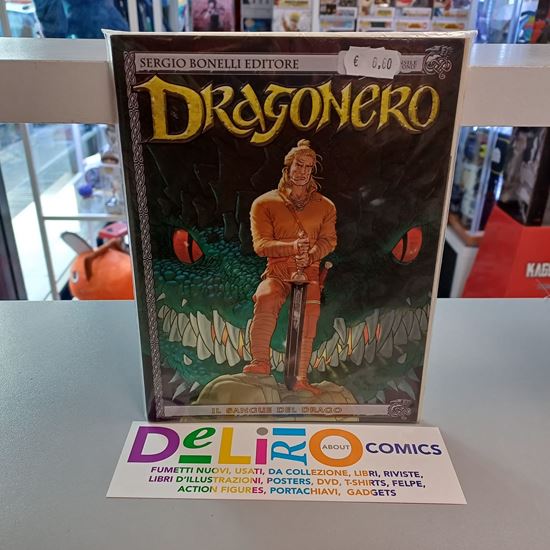 SERGIO BONELLI EDITORE
€ 6,60
DRAGONERO
IL SANGUE DEL DRAGO
DeLiRiO ABOUT COMICS
FUMETTI NUOVI, USATI, DA COLLEZIONE, LIBRI, RIVISTE,
LIBRI D'ILLUSTRAZIONI, POSTERS, DVD, T-SHIRTS, FELPE,
ACTION FIGURES, PORTACHIAVI, GADGETS